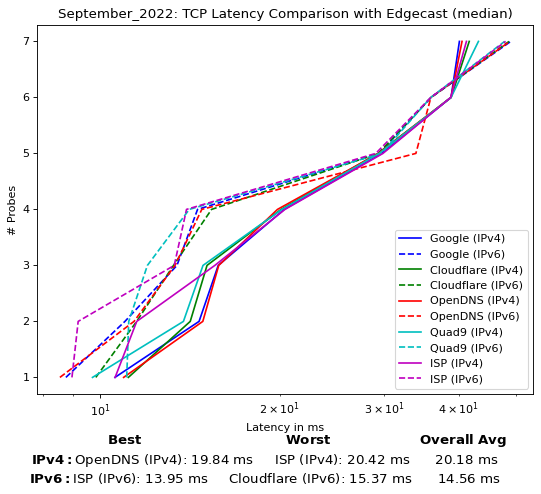 September_2022: TCP Latency Comparison with Edgecast (median)
7
6
5
4
3
2
1
# Probes
10¹
2 × 10¹
3 × 10¹
4 × 10¹
Latency in ms
Google (IPv4)
Google (IPv6)
Cloudflare (IPv4)
Cloudflare (IPv6)
OpenDNS (IPv4)
OpenDNS (IPv6)
Quad9 (IPv4)
Quad9 (IPv6)
ISP (IPv4)
ISP (IPv6)
Best Worst Overall Avg
IPv4: OpenDNS (IPv4): 19.84 ms ISP (IPv4): 20.42 ms 20.18 ms
IPv6: ISP (IPv6): 13.95 ms Cloudflare (IPv6): 15.37 ms 14.56 ms